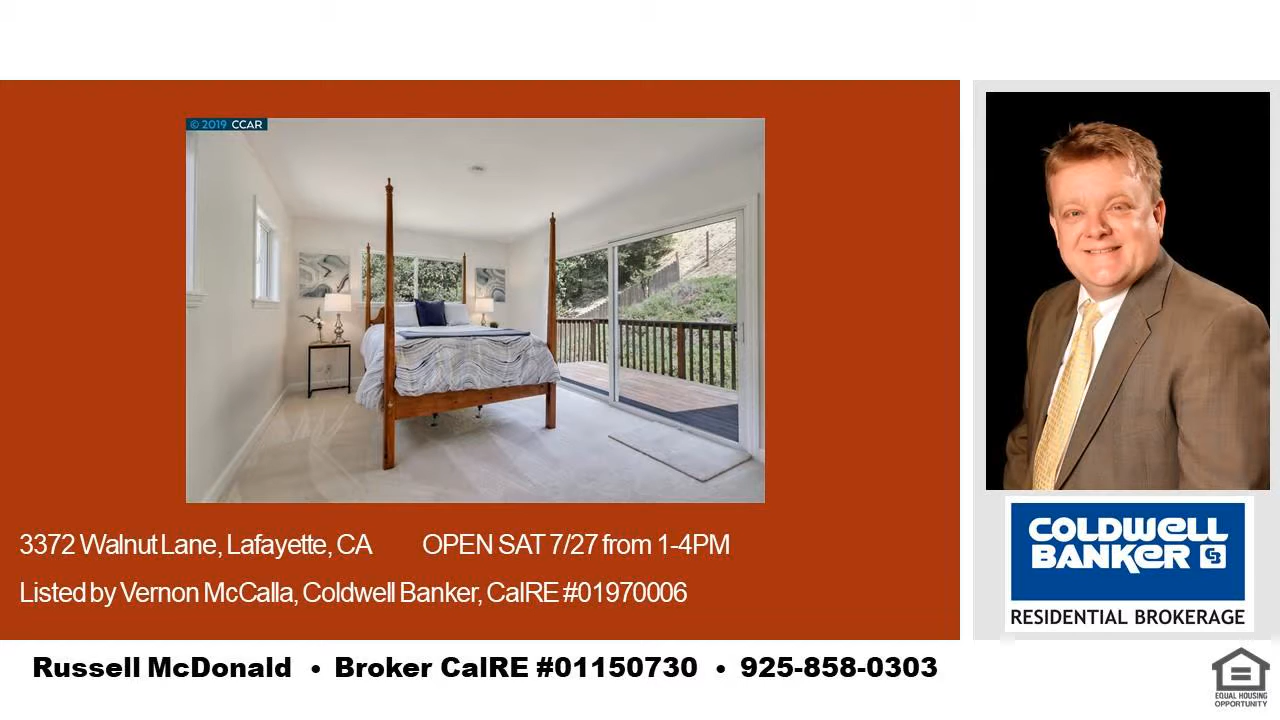 © 2019 CCAR
3372 Walnut Lane, Lafayette, CA OPEN SAT 7/27 from 1-4PM
Listed by Vernon McCalla, Coldwell Banker, CalRE #01970006
COLDWELL
BANKER CB
RESIDENTIAL BROKERAGE
Russell McDonald • Broker CalRE #01150730 • 925-858-0303
EQUAL HOUSING
OPPORTUNITY